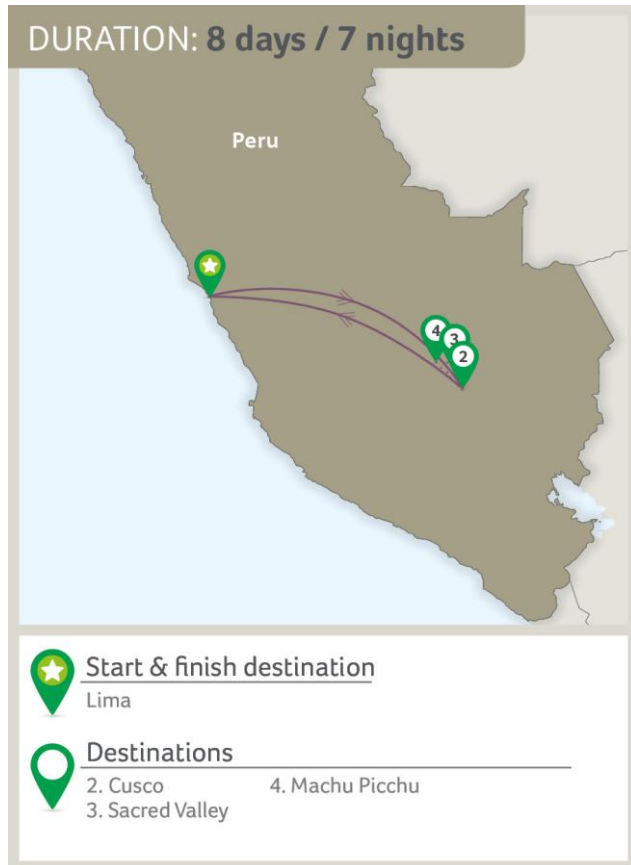 DURATION: 8 days / 7 nights
Peru
4
3
2
Start & finish destination
Lima
Destinations
2. Cusco 4. Machu Picchu
3. Sacred Valley